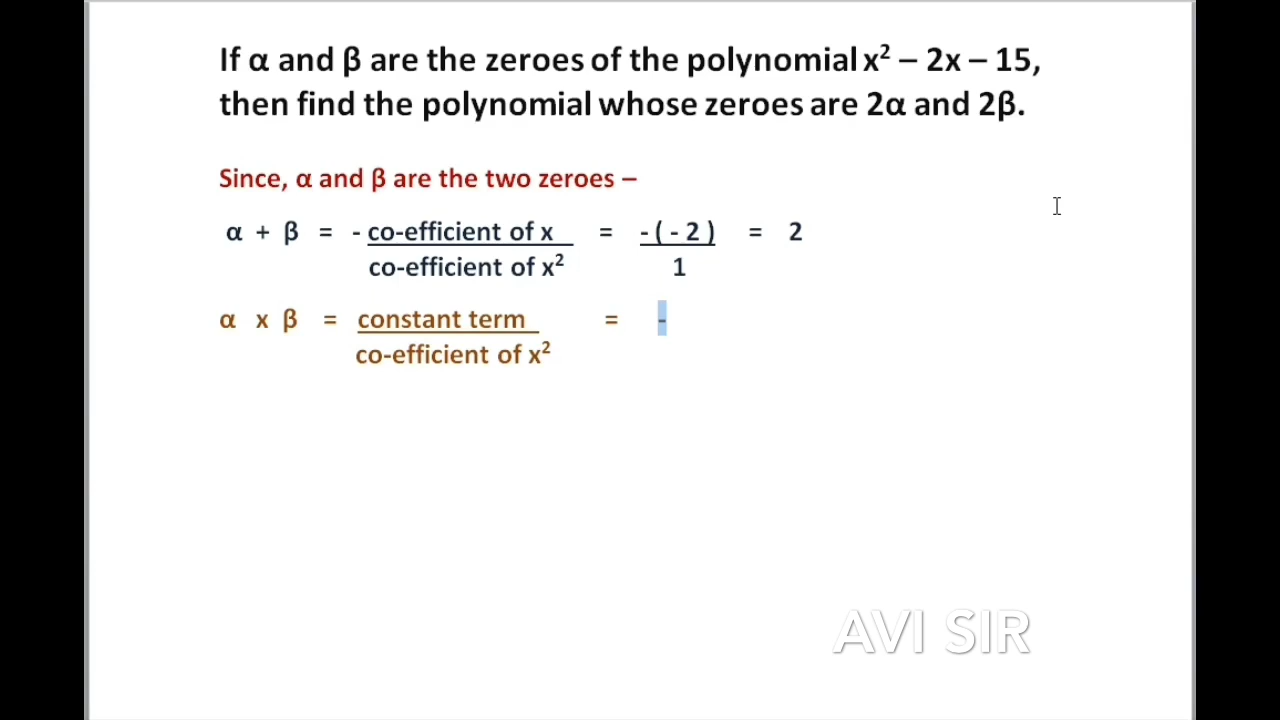 If α and β are the zeroes of the polynomial x² – 2x – 15,
then find the polynomial whose zeroes are 2α and 2β.
Since, α and β are the two zeroes –
α + β = - co-efficient of x = - ( - 2 ) = 2
co-efficient of x² 1
α x β = constant term = -
co-efficient of x²
AVI SIR